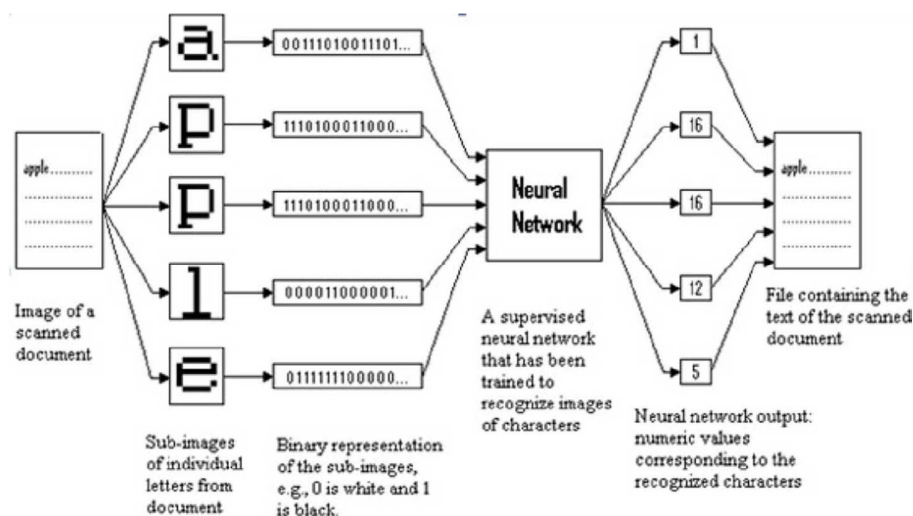 a
00111010011101...
1
p
1110100011000...
16
apple..........
p
1110100011000...
Neural
Network
16
apple..........
l
000011000001...
12
e
0111111100000...
5
Image of a
scanned
document
Sub-images
of individual
letters from
document
Binary representation
of the sub-images,
e.g., 0 is white and 1
is black.
A supervised
neural network
that has been
trained to
recognize images
of characters
Neural network output:
numeric values
corresponding to the
recognized characters
File containing the
text of the scanned
document